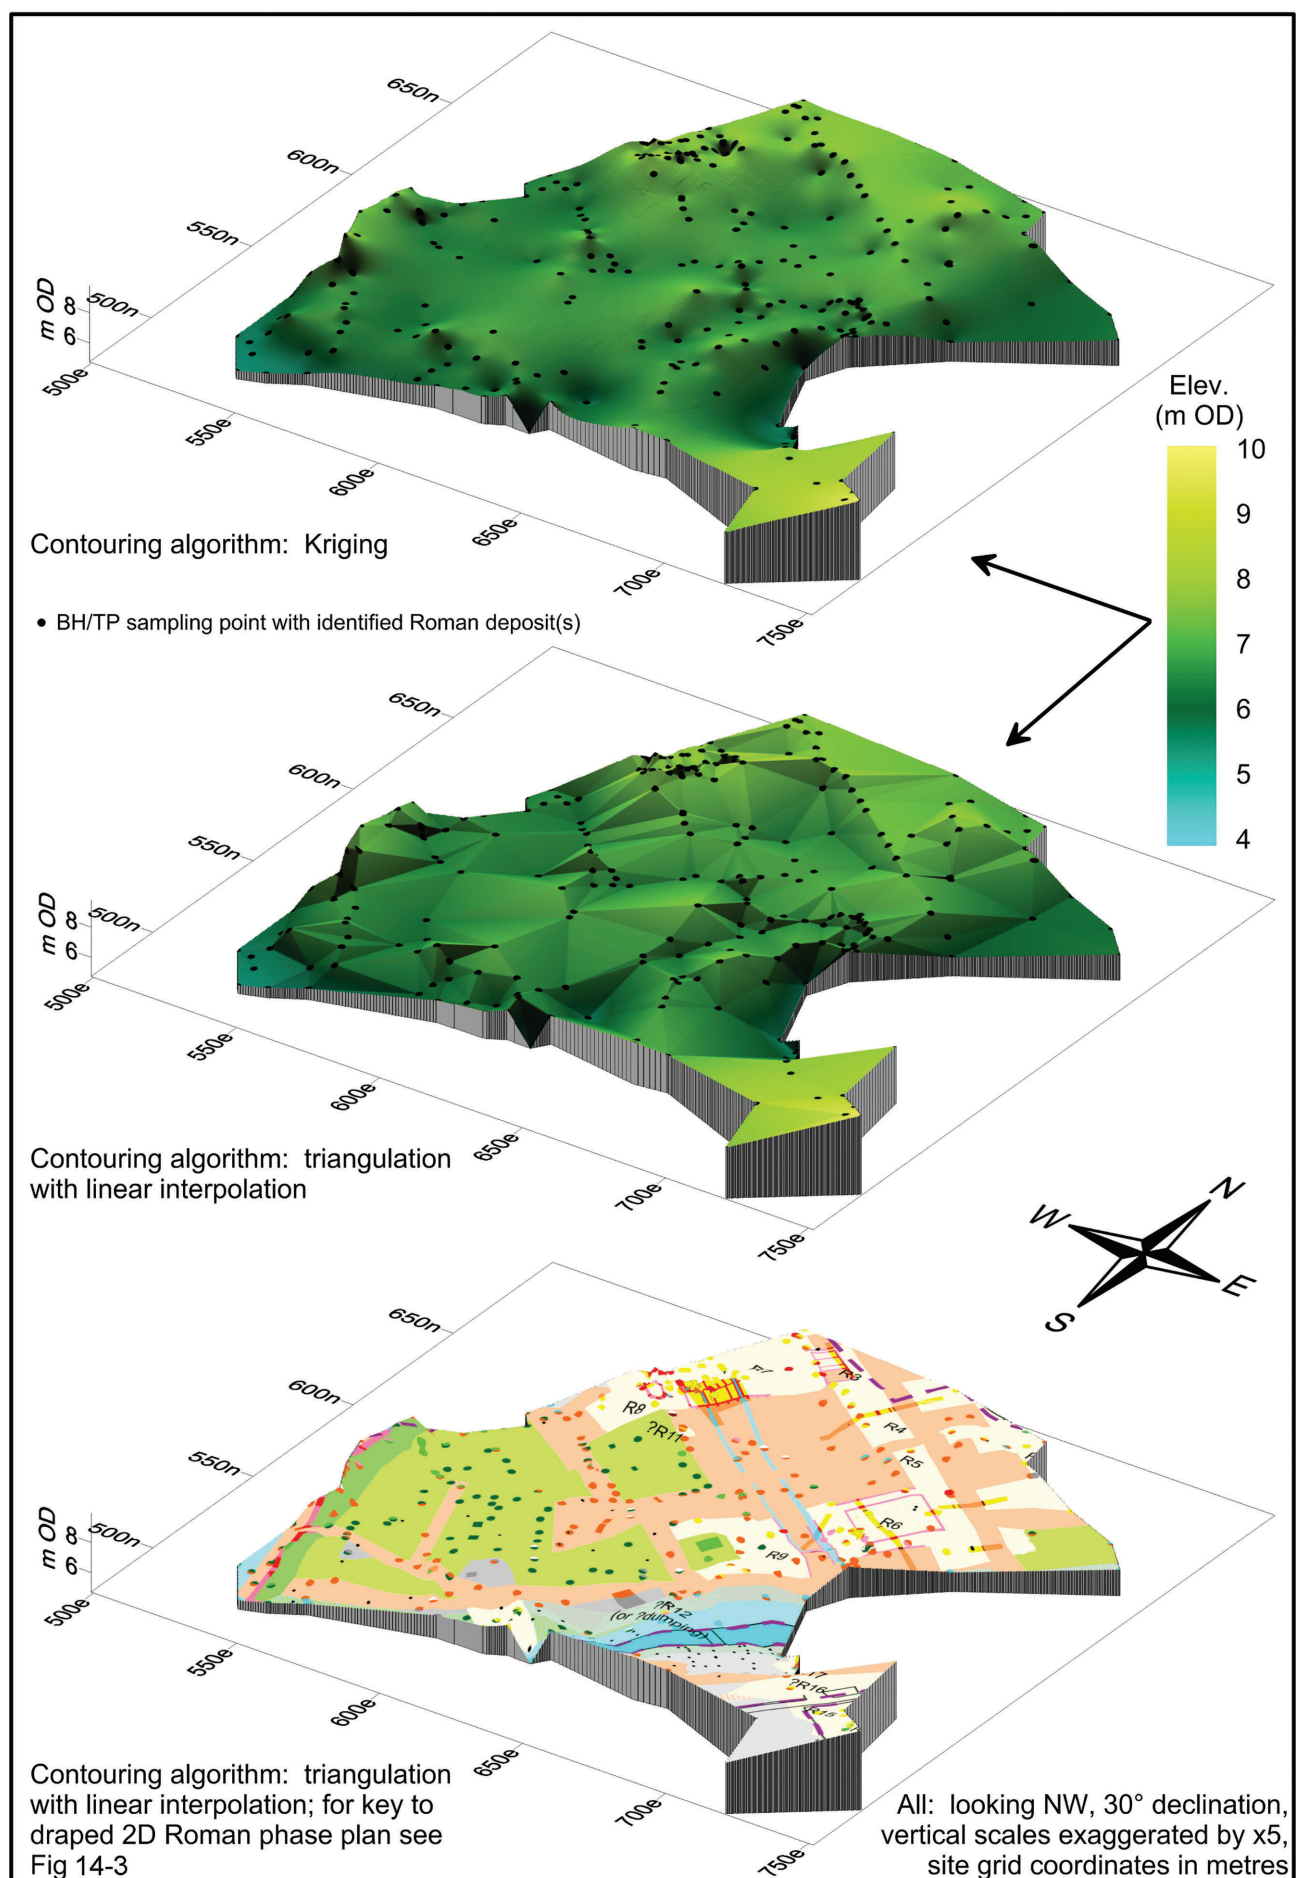 650n
600n
550n
500n
m OD
8
6
500e
550e
600e
650e
700e
750e
Elev.
(m OD)
10
9
8
7
6
5
4
Contouring algorithm: Kriging
• BH/TP sampling point with identified Roman deposit(s)
650n
600n
550n
500n
m OD
8
6
500e
550e
600e
650e
700e
750e
Contouring algorithm: triangulation
with linear interpolation
N
W
E
S
650n
600n
550n
500n
m OD
8
6
500e
550e
600e
650e
700e
750e
R3
R8
?R11
R4
R5
R6
R9
?R12
(or ?dumping)
?R16
R15
Contouring algorithm: triangulation
with linear interpolation; for key to
draped 2D Roman phase plan see
Fig 14-3
All: looking NW, 30° declination,
vertical scales exaggerated by x5,
site grid coordinates in metres